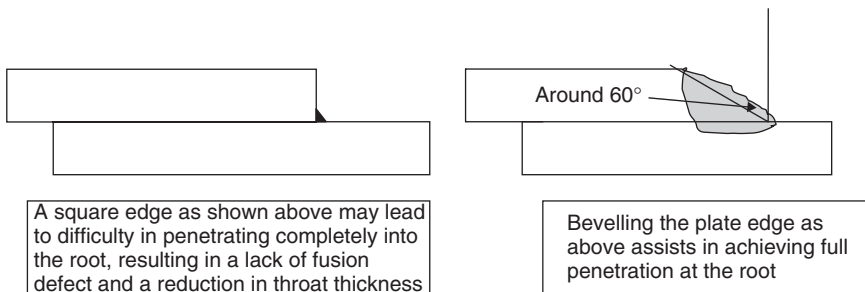 Around 60°
A square edge as shown above may lead
to difficulty in penetrating completely into
the root, resulting in a lack of fusion
defect and a reduction in throat thickness
Bevelling the plate edge as
above assists in achieving full
penetration at the root